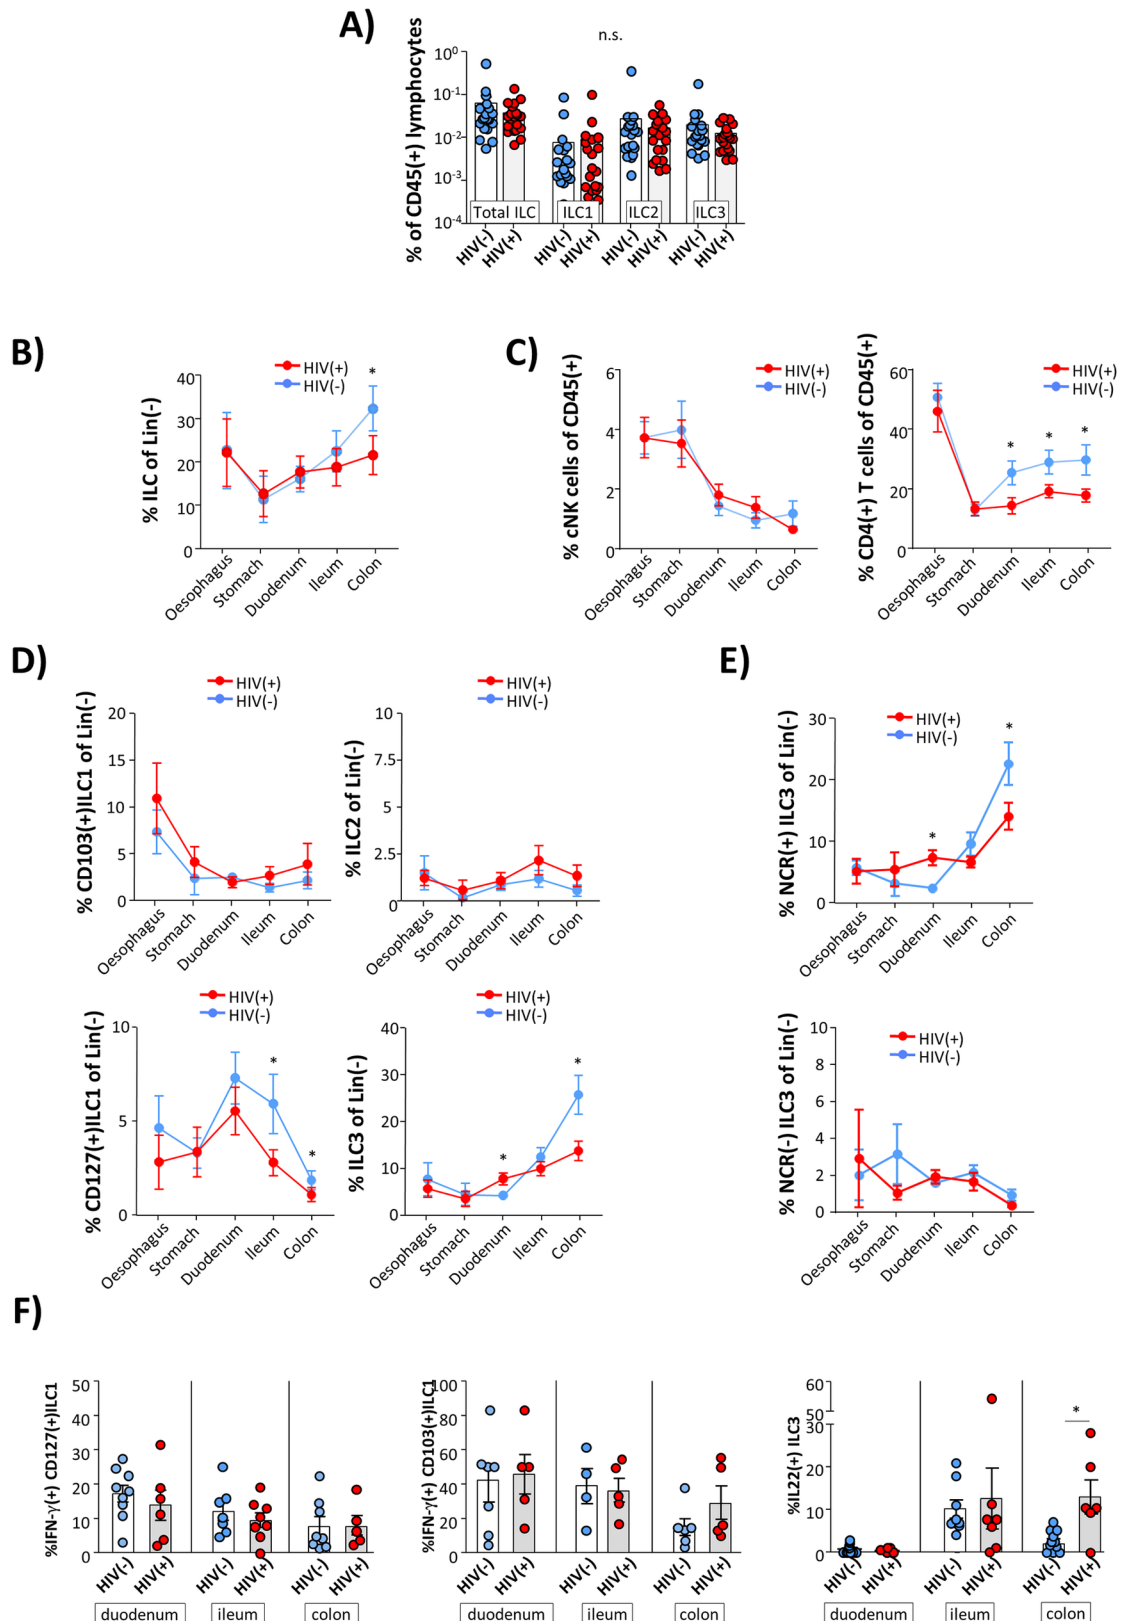 A)
n.s.
% of CD45(+) lymphocytes
10⁰
10⁻¹
10⁻²
10⁻³
10⁻⁴
Total ILC ILC1 ILC2 ILC3
HIV(-) HIV(+) HIV(-) HIV(+) HIV(-) HIV(+) HIV(-) HIV(+)
B)
HIV(+)
HIV(-)
% ILC of Lin(-)
40
30
20
10
0
*
Oesophagus Stomach Duodenum Ileum Colon
C)
HIV(+)
HIV(-)
% cNK cells of CD45(+)
6
4
2
0
Oesophagus Stomach Duodenum Ileum Colon
HIV(+)
HIV(-)
% CD4(+) T cells of CD45(+)
60
40
20
0
* * *
Oesophagus Stomach Duodenum Ileum Colon
D)
HIV(+)
HIV(-)
% CD103(+)ILC1 of Lin(-)
20
15
10
5
0
Oesophagus Stomach Duodenum Ileum Colon
HIV(+)
HIV(-)
% ILC2 of Lin(-)
10
7.5
5
2.5
0
Oesophagus Stomach Duodenum Ileum Colon
HIV(+)
HIV(-)
% CD127(+)ILC1 of Lin(-)
10
5
0
* *
Oesophagus Stomach Duodenum Ileum Colon
HIV(+)
HIV(-)
% ILC3 of Lin(-)
40
30
20
10
0
* *
Oesophagus Stomach Duodenum Ileum Colon
E)
HIV(+)
HIV(-)
% NCR(+) ILC3 of Lin(-)
30
20
10
0
* *
Oesophagus Stomach Duodenum Ileum Colon
HIV(+)
HIV(-)
% NCR(-) ILC3 of Lin(-)
10
8
6
4
2
0
Oesophagus Stomach Duodenum Ileum Colon
F)
%IFN-γ(+) CD127(+)ILC1
50
40
30
20
10
0
HIV(-) HIV(+) HIV(-) HIV(+) HIV(-) HIV(+)
duodenum ileum colon
%IFN-γ(+) CD103(+)ILC1
100
80
60
40
20
0
HIV(-) HIV(+) HIV(-) HIV(+) HIV(-) HIV(+)
duodenum ileum colon
%IL22(+) ILC3
60
50
30
20
10
0
*
HIV(-) HIV(+) HIV(-) HIV(+) HIV(-) HIV(+)
duodenum ileum colon